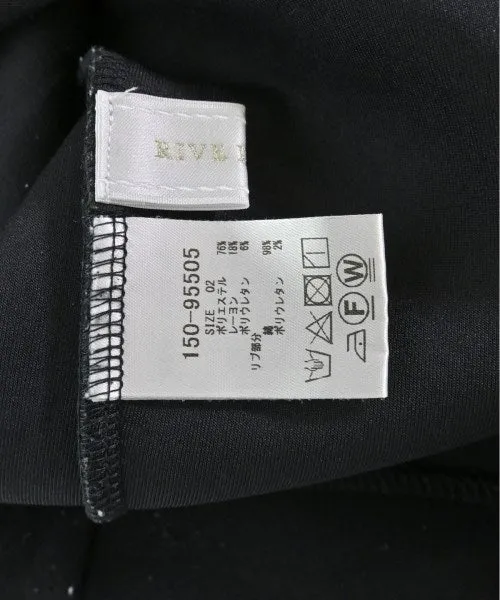 RIVE
150-95505
SIZE 02
ポリエステル 76%
レーヨン 18%
ポリウレタン 6%
リブ部分
綿 98%
ポリウレタン 2%
F W